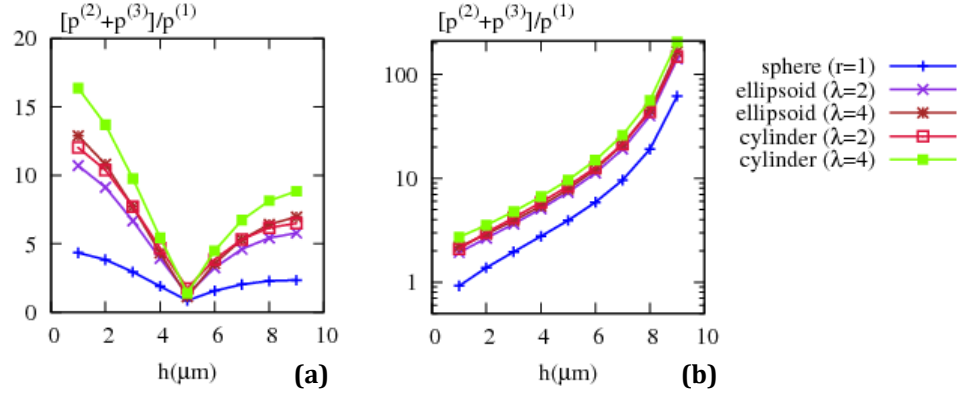 [p⁽²⁾+p⁽³⁾]/p⁽¹⁾
20
15
10
5
0
0 2 4 6 8 10
h(μm)
(a)
[p⁽²⁾+p⁽³⁾]/p⁽¹⁾
100
10
1
0 2 4 6 8 10
h(μm)
(b)
sphere (r=1)
ellipsoid (λ=2)
ellipsoid (λ=4)
cylinder (λ=2)
cylinder (λ=4)